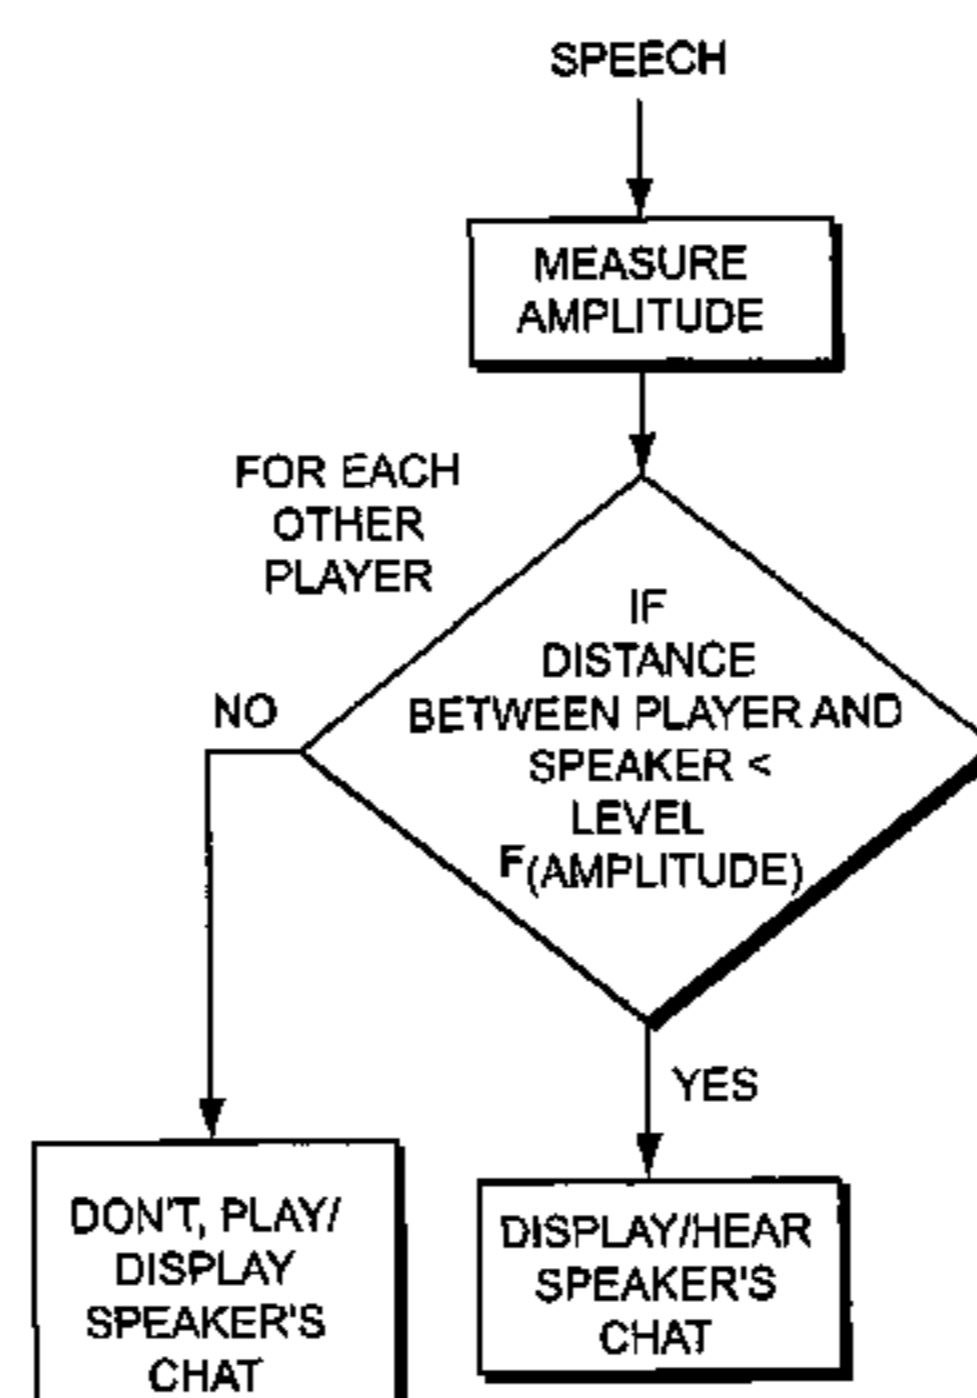 SPEECH
MEASURE
AMPLITUDE
FOR EACH
OTHER
PLAYER
IF
DISTANCE
BETWEEN PLAYER AND
SPEAKER <
LEVEL
F(AMPLITUDE)
NO
YES
DON'T, PLAY/
DISPLAY
SPEAKER'S
CHAT
DISPLAY/HEAR
SPEAKER'S
CHAT